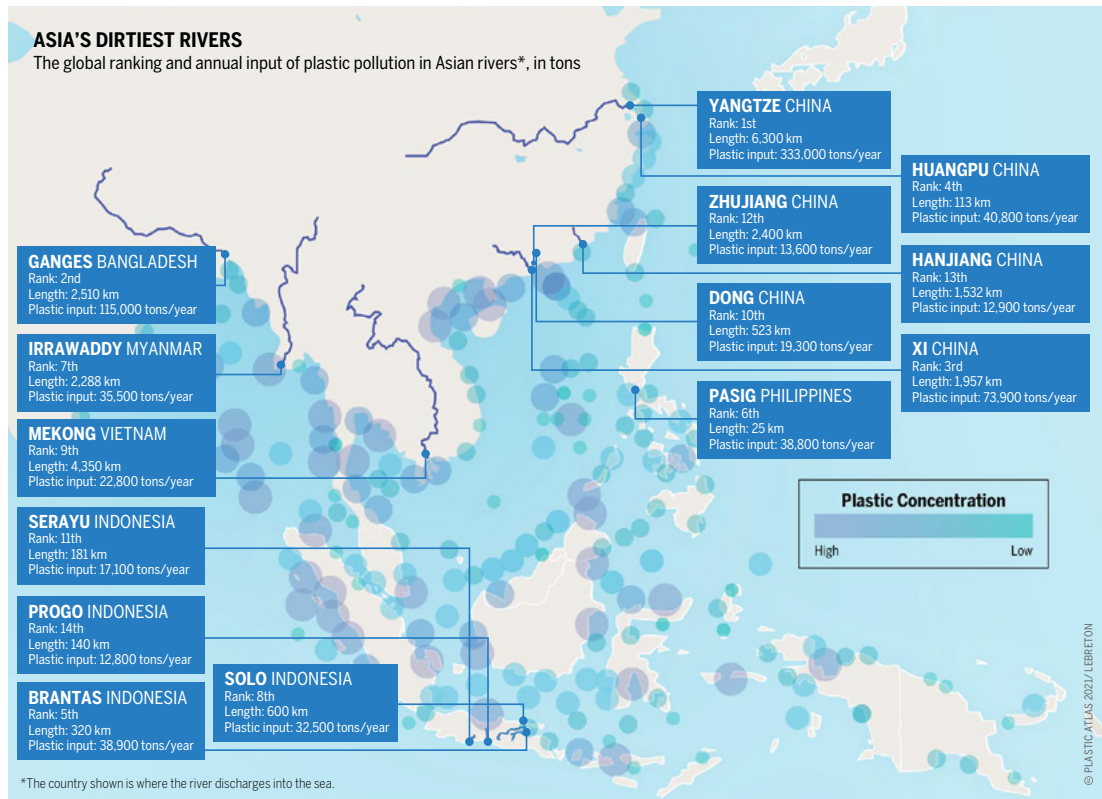 ASIA'S DIRTIEST RIVERS
The global ranking and annual input of plastic pollution in Asian rivers*, in tons
YANGTZE CHINA
Rank: 1st
Length: 6,300 km
Plastic input: 333,000 tons/year
HUANGPU CHINA
Rank: 4th
Length: 113 km
Plastic input: 40,800 tons/year
ZHUJIANG CHINA
Rank: 12th
Length: 2,400 km
Plastic input: 13,600 tons/year
HANJIANG CHINA
Rank: 13th
Length: 1,532 km
Plastic input: 12,900 tons/year
GANGES BANGLADESH
Rank: 2nd
Length: 2,510 km
Plastic input: 115,000 tons/year
DONG CHINA
Rank: 10th
Length: 523 km
Plastic input: 19,300 tons/year
IRRAWADDY MYANMAR
Rank: 7th
Length: 2,288 km
Plastic input: 35,500 tons/year
XI CHINA
Rank: 3rd
Length: 1,957 km
Plastic input: 73,900 tons/year
PASIG PHILIPPINES
Rank: 6th
Length: 25 km
Plastic input: 38,800 tons/year
MEKONG VIETNAM
Rank: 9th
Length: 4,350 km
Plastic input: 22,800 tons/year
Plastic Concentration
High
Low
SERAYU INDONESIA
Rank: 11th
Length: 181 km
Plastic input: 17,100 tons/year
PROGO INDONESIA
Rank: 14th
Length: 140 km
Plastic input: 12,800 tons/year
SOLO INDONESIA
Rank: 8th
Length: 600 km
Plastic input: 32,500 tons/year
BRANTAS INDONESIA
Rank: 5th
Length: 320 km
Plastic input: 38,900 tons/year
*The country shown is where the river discharges into the sea.
© PLASTIC ATLAS 2021/ LEBRETON